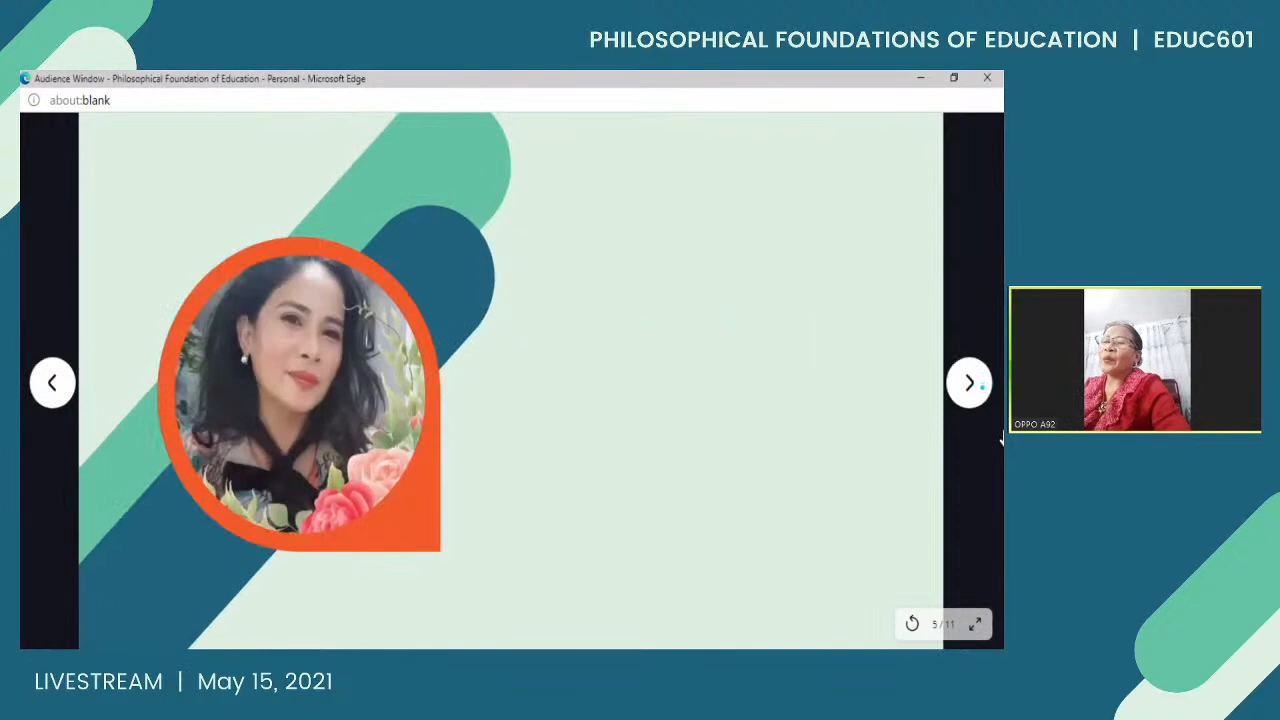 PHILOSOPHICAL FOUNDATIONS OF EDUCATION | EDUC601
Audience Window - Philosophical Foundation of Education - Personal - Microsoft Edge
about:blank
OPPO A92
5 / 11
LIVESTREAM | May 15, 2021